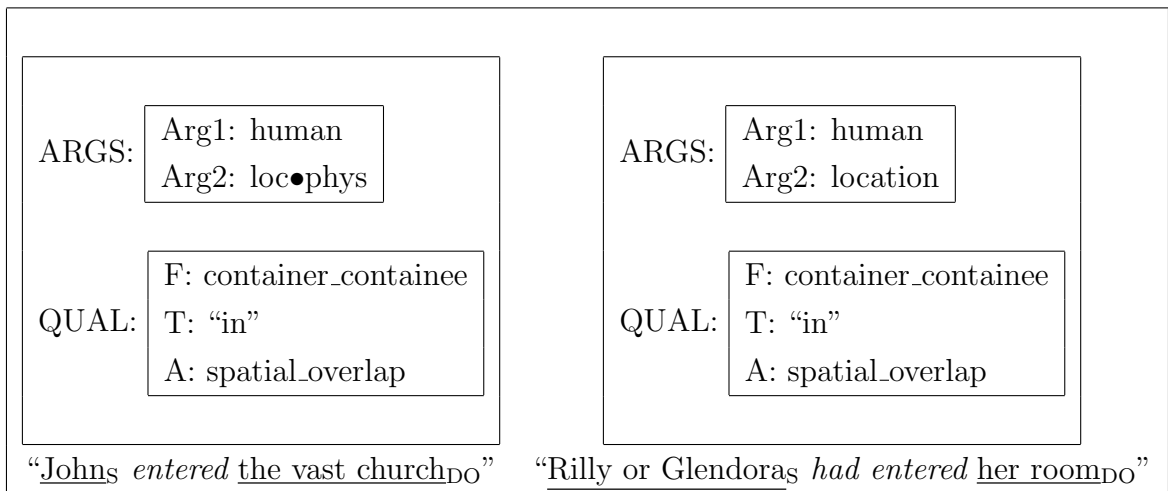 ARGS:
Arg1: human
Arg2: loc●phys
QUAL:
F: container_containee
T: “in”
A: spatial_overlap
“JohnS entered the vast churchDO”
ARGS:
Arg1: human
Arg2: location
QUAL:
F: container_containee
T: “in”
A: spatial_overlap
“Rilly or GlendoraS had entered her roomDO”